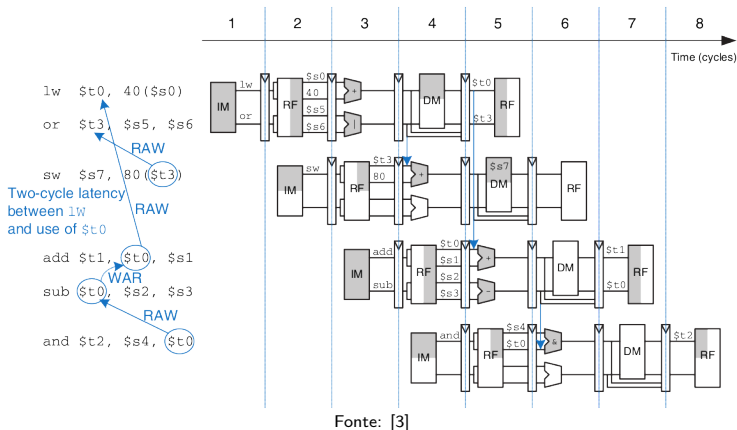 1 2 3 4 5 6 7 8
Time (cycles)
lw $t0, 40($s0)
or $t3, $s5, $s6
RAW
sw $s7, 80($t3)
Two-cycle latency
between lW
and use of $t0
RAW
add $t1, $t0, $s1
WAR
sub $t0, $s2, $s3
RAW
and $t2, $s4, $t0
IM
lw
or
RF
$s0
40
$s5
$s6
+
|
DM
$t0
$t3
RF
IM
sw
RF
$t3
80
+
$s7
DM
RF
IM
add
sub
RF
$t0
$s1
$s2
$s3
+
-
DM
$t1
$t0
RF
IM
and
RF
$s4
$t0
&
DM
$t2
RF
Fonte: [3]